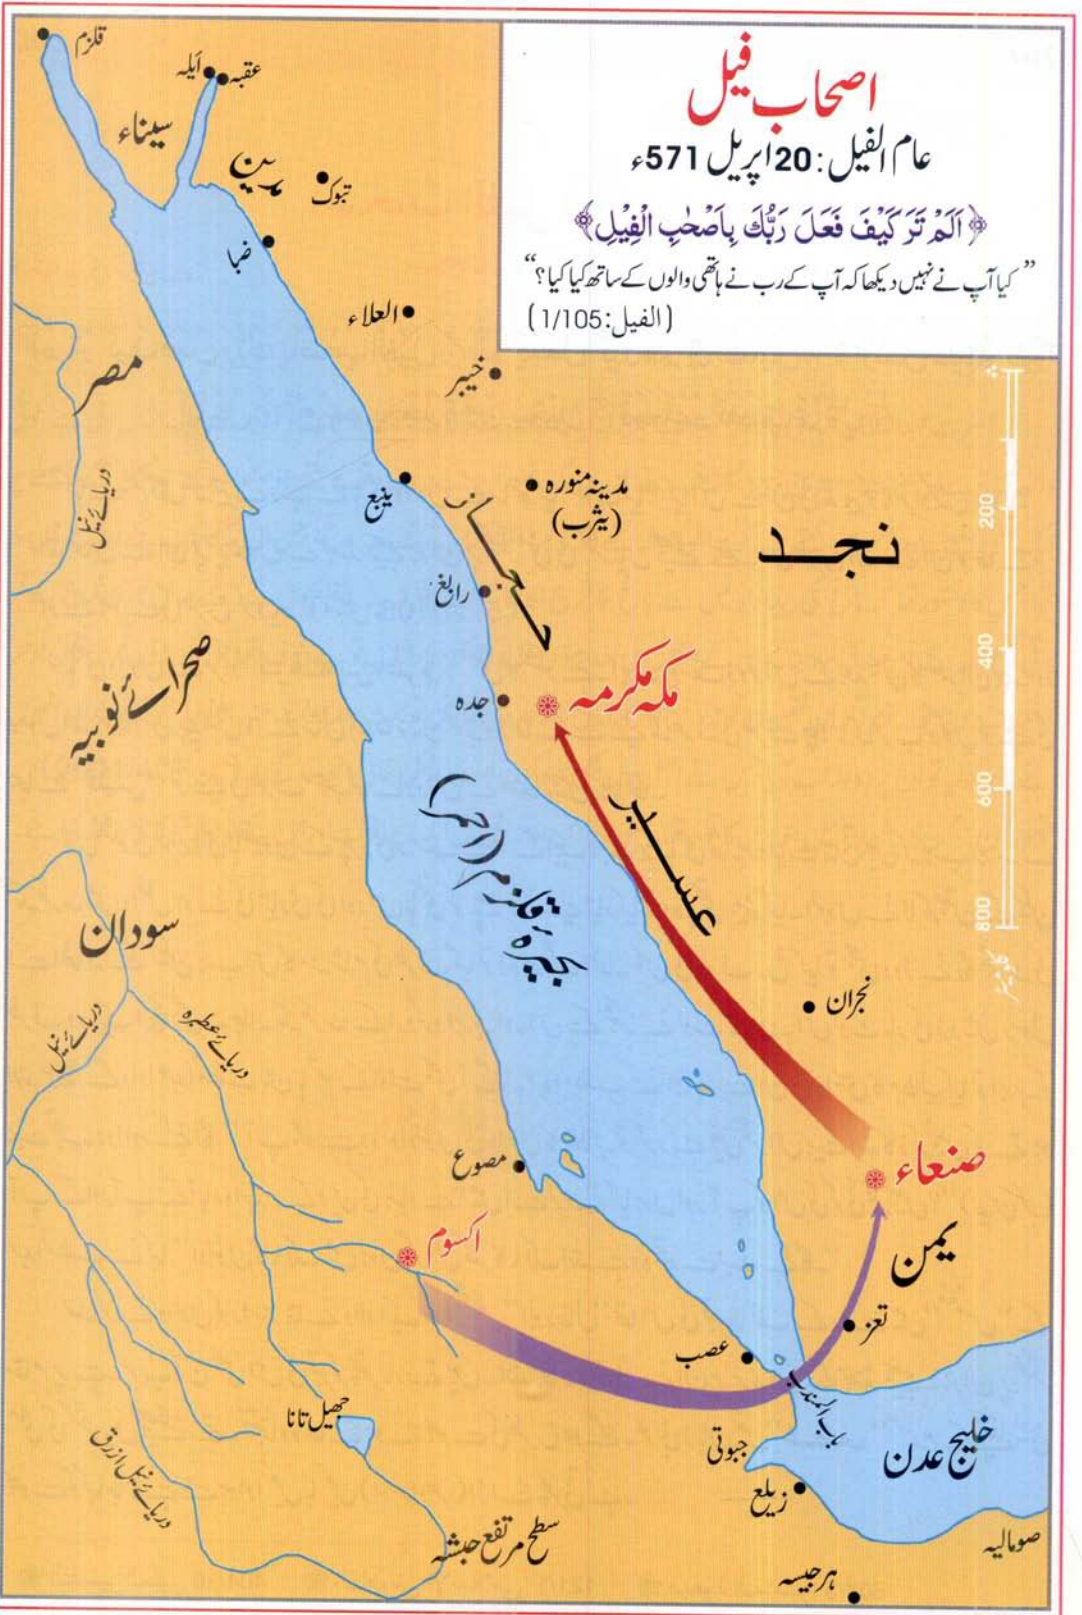 اصحاب فیل
عام الفیل: 20 اپریل 571ء
﴿اَلَمْ تَرَ كَيْفَ فَعَلَ رَبُّكَ بِاَصْحٰبِ الْفِيْلِ﴾
”کیا آپ نے نہیں دیکھا کہ آپ کے رب نے ہاتھی والوں کے ساتھ کیا کیا؟“
(الفیل: 1/105)
قلزم
اَیلہ
عقبہ
سیناء
مدین
تبوک
ضبا
العلاء
خیبر
مصر
دریائے نیل
ینبع
مدینہ منورہ
(یثرب)
حجاز
نجد
رابغ
صحرائے نوبیہ
جدہ
مکہ مکرمہ
عسیر
بحیرۂ قلزم (احمر)
200
400
600
800
کلومیٹر
سودان
دریائے نیل
دریائے عطبرہ
نجران
مصوع
صنعاء
اکسوم
یمن
تعز
عصب
باب المندب
جھیل تانا
جبوتی
خلیج عدن
زیلع
دریائے نیل ازرق
سطح مرتفع حبشہ
صومالیہ
ہرجیسہ